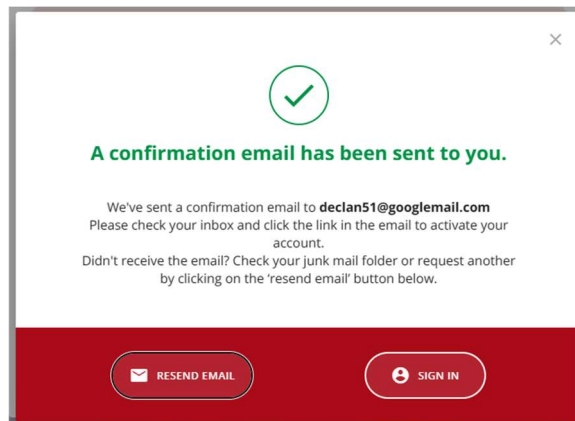 A confirmation email has been sent to you.
We've sent a confirmation email to declan51@googlemail.com
Please check your inbox and click the link in the email to activate your
account.
Didn't receive the email? Check your junk mail folder or request another
by clicking on the ‘resend email’ button below.
RESEND EMAIL
SIGN IN